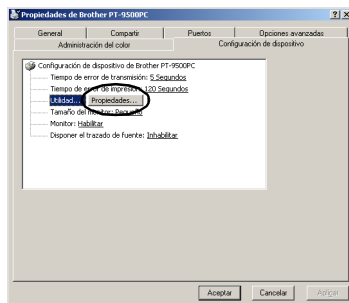 Propiedades de Brother PT-9500PC
General Compartir Puertos Opciones avanzadas
Administración del color Configuración de dispositivo
Configuración de dispositivo de Brother PT-9500PC
Tiempo de error de transmisión: 5 Segundos
Tiempo de error de impresión: 120 Segundos
Utilidad... Propiedades...
Tamaño del monitor: Pequeño
Monitor: Habilitar
Disponer el trazado de fuente: Inhabilitar
Aceptar Cancelar Aplicar